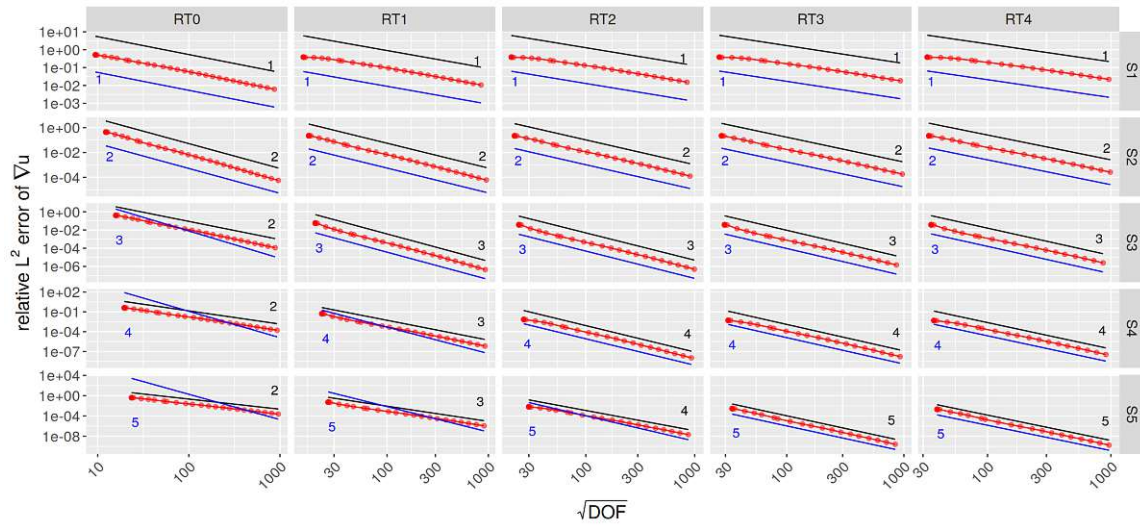 RT0 RT1 RT2 RT3 RT4
1e+01
1e+00
1e-01
1e-02
1e-03
1 1 1 1 1
1 1 1 1 1
S1
1e+00
1e-02
1e-04
2 2 2 2 2
2 2 2 2 2
S2
1e+00
1e-02
1e-04
1e-06
2 3 3 3 3
3 3 3 3 3
S3
1e+02
1e-01
1e-04
1e-07
2 3 4 4 4
4 4 4 4 4
S4
1e+04
1e+00
1e-04
1e-08
2 3 4 5 5
5 5 5 5 5
S5
10 100 1000 30 100 300 1000 30 100 300 1000 30 100 300 1000 30 100 300 1000
relative L² error of ∇u
√DOF